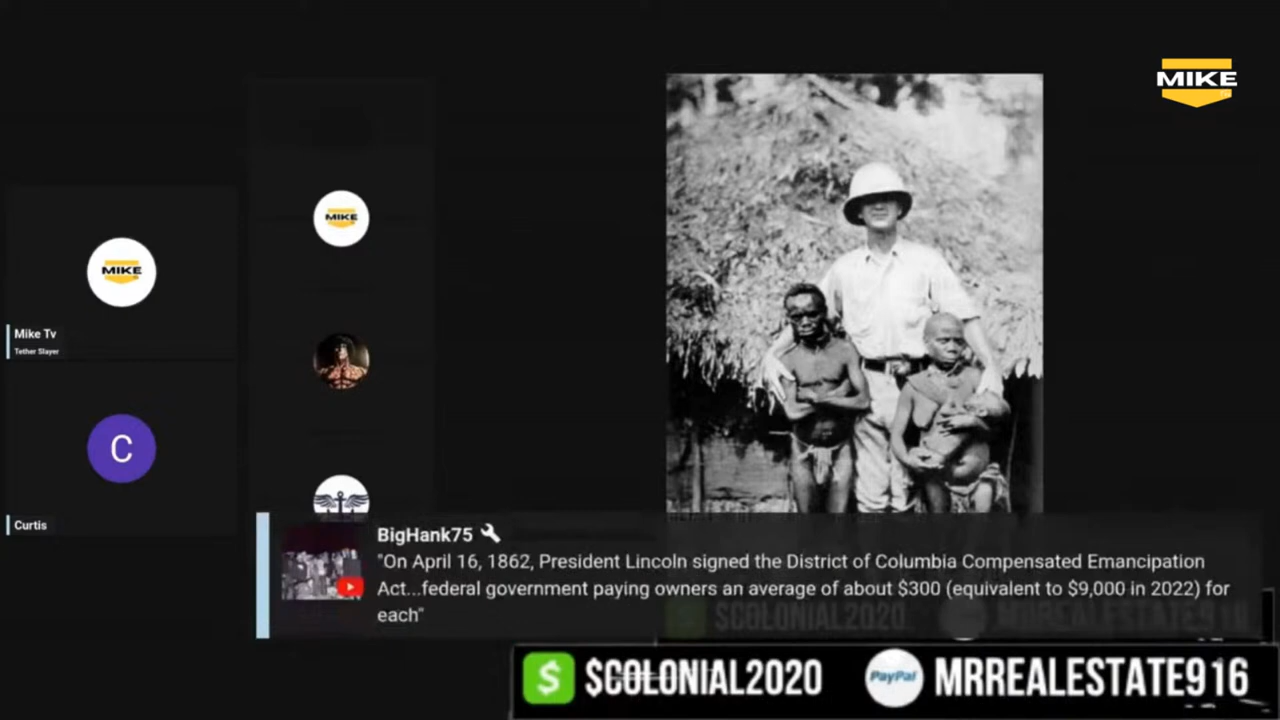 MIKE
MIKE
MIKE
Mike Tv
Tether Slayer
C
Curtis
BigHank75
"On April 16, 1862, President Lincoln signed the District of Columbia Compensated Emancipation
Act...federal government paying owners an average of about $300 (equivalent to $9,000 in 2022) for
each"
$COLONIAL2020
$ $COLONIAL2020 PayPal MRREALESTATE916